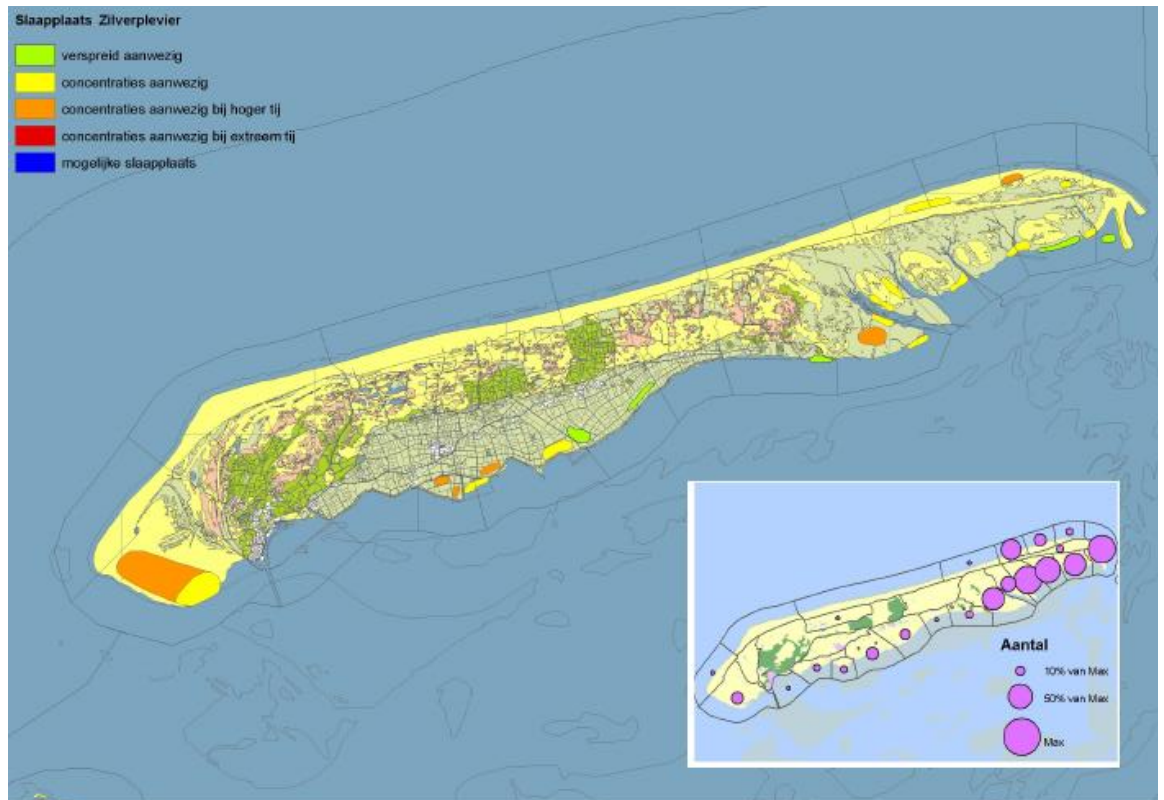 Slaapplaats Zilverplevier
verspreid aanwezig
concentraties aanwezig
concentraties aanwezig bij hoger tij
concentraties aanwezig bij extreem tij
mogelijke slaapplaats
Aantal
10% van Max
50% van Max
Max